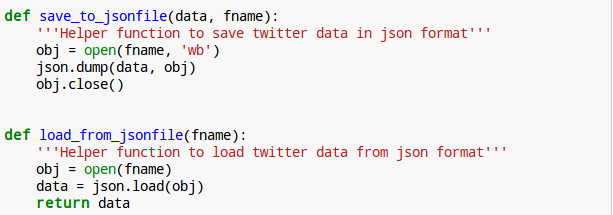 def save_to_jsonfile(data, fname):
    '''Helper function to save twitter data in json format'''
    obj = open(fname, 'wb')
    json.dump(data, obj)
    obj.close()
def load_from_jsonfile(fname):
    '''Helper function to load twitter data from json format'''
    obj = open(fname)
    data = json.load(obj)
    return data